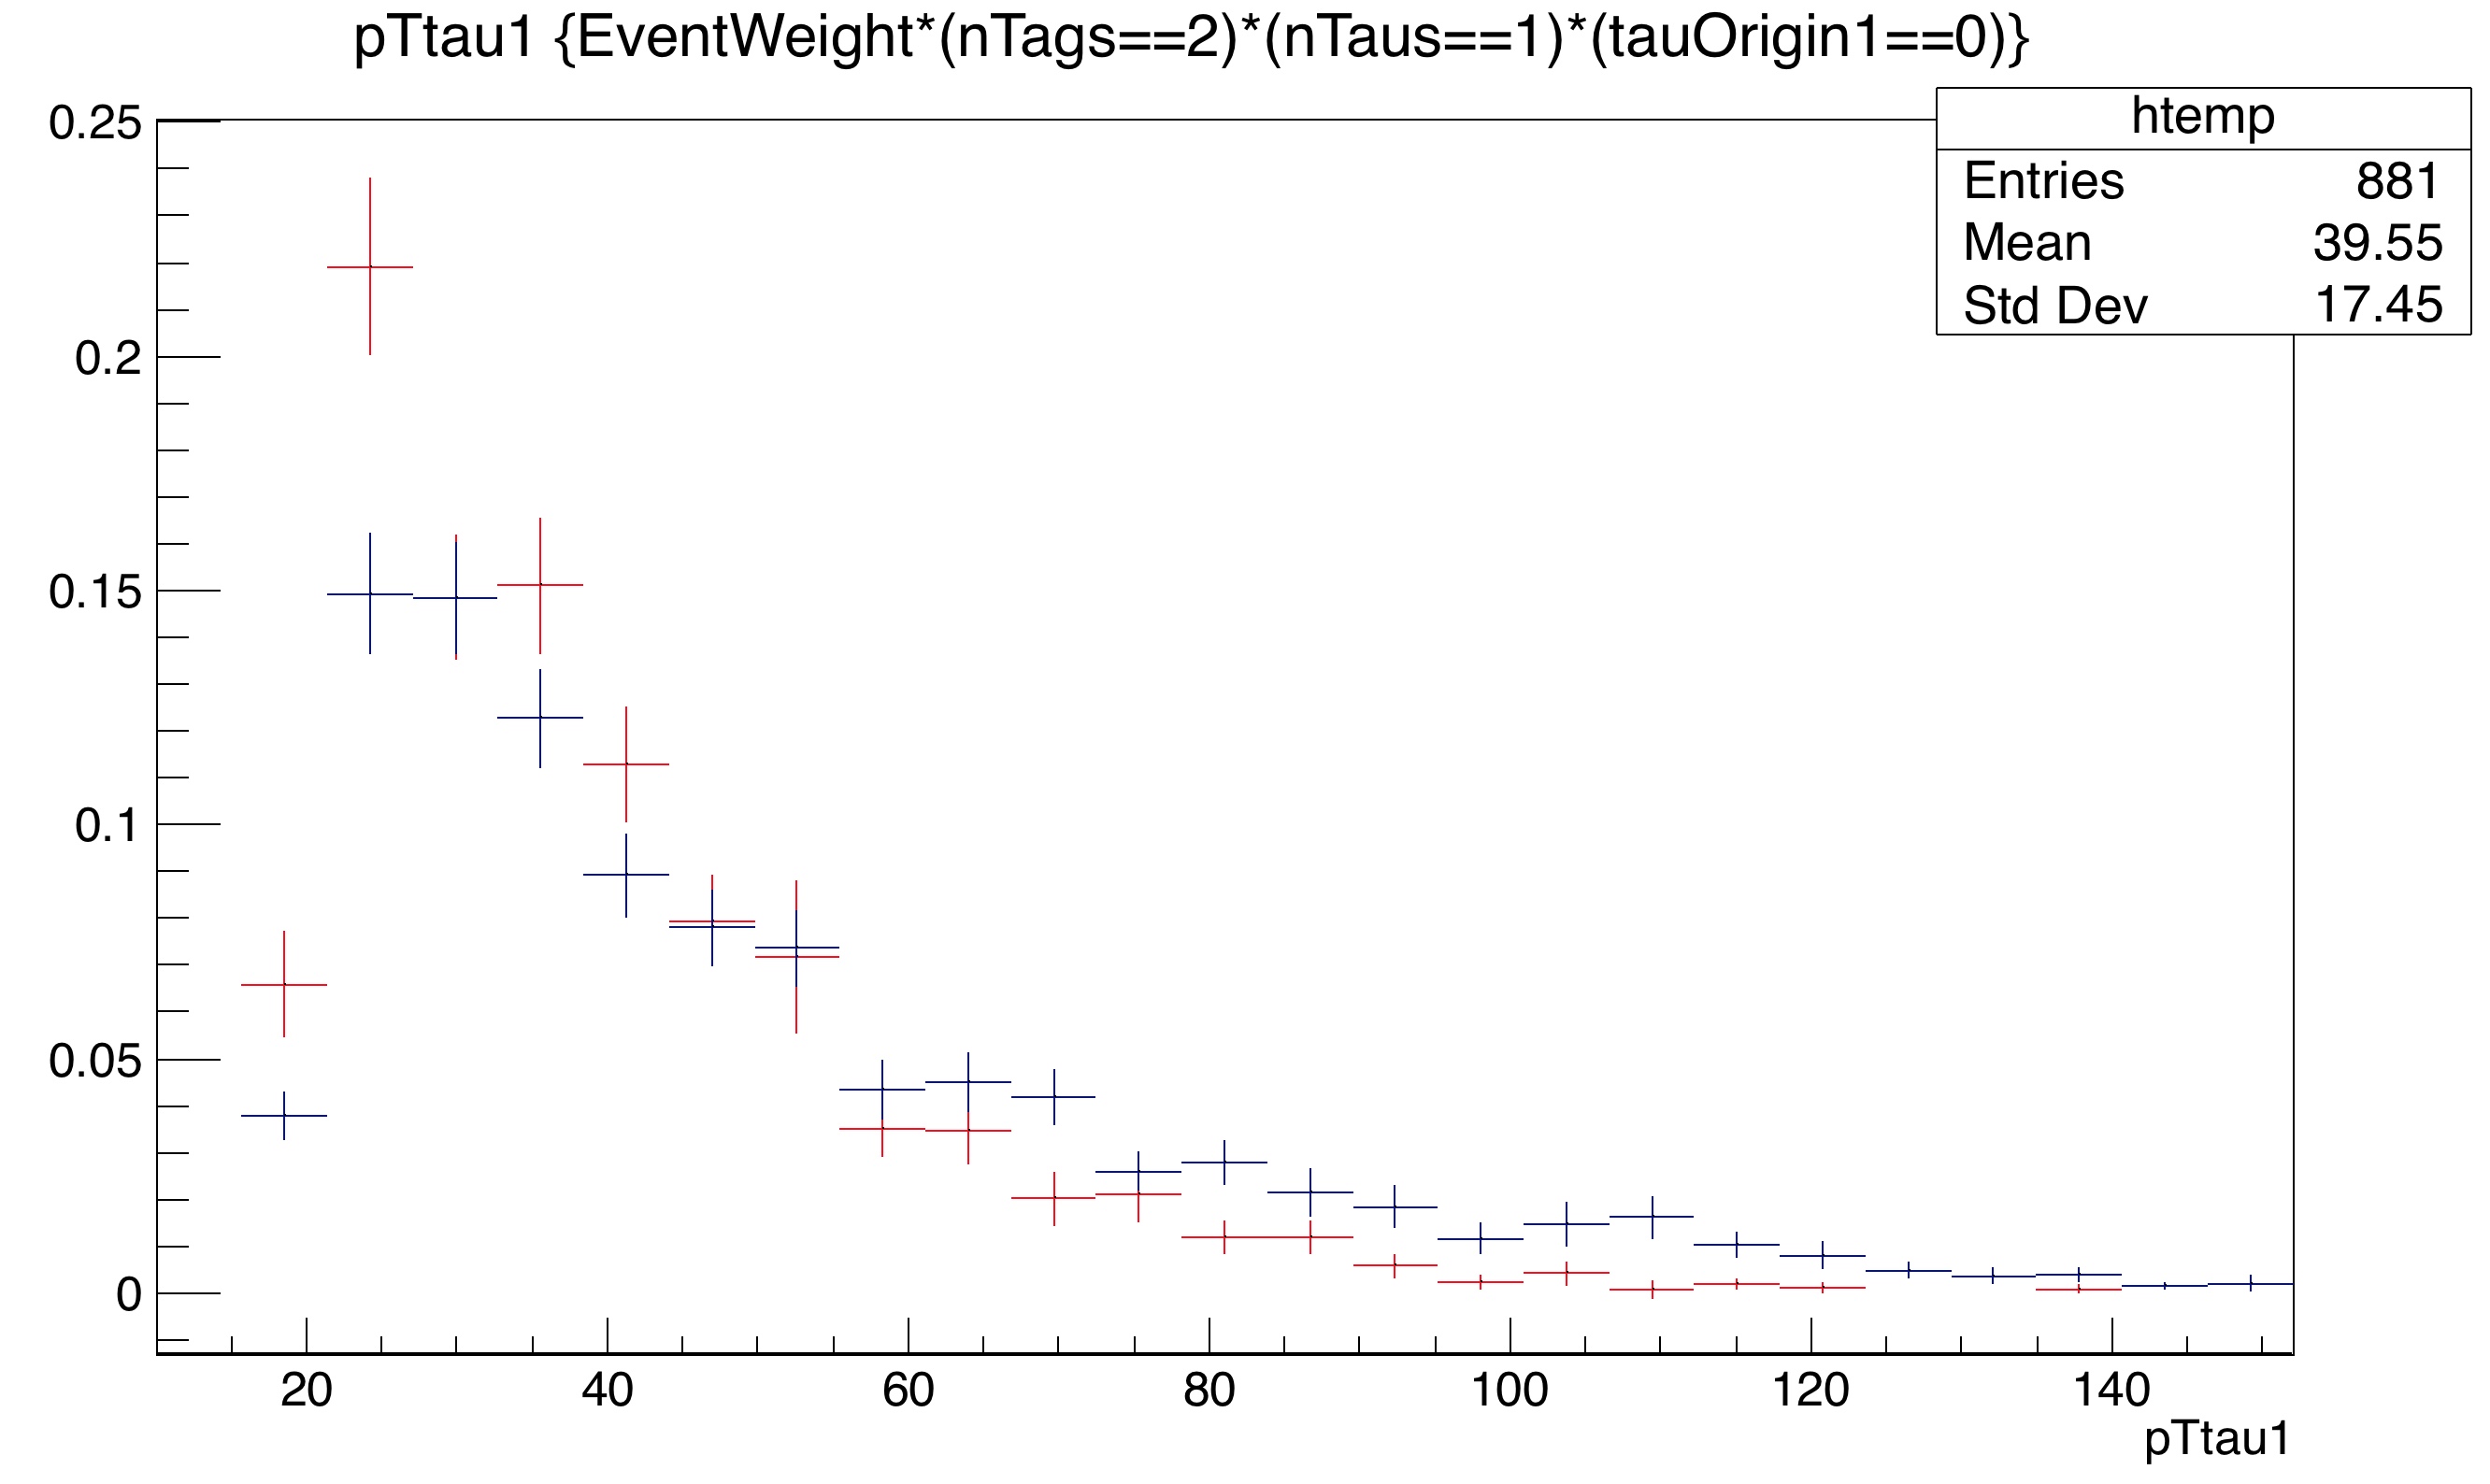 pTtau1 {EventWeight*(nTags==2)*(nTaus==1)*(tauOrigin1==0)}
htemp
Entries 881
Mean 39.55
Std Dev 17.45
0.25
0.2
0.15
0.1
0.05
0
20 40 60 80 100 120 140
pTtau1